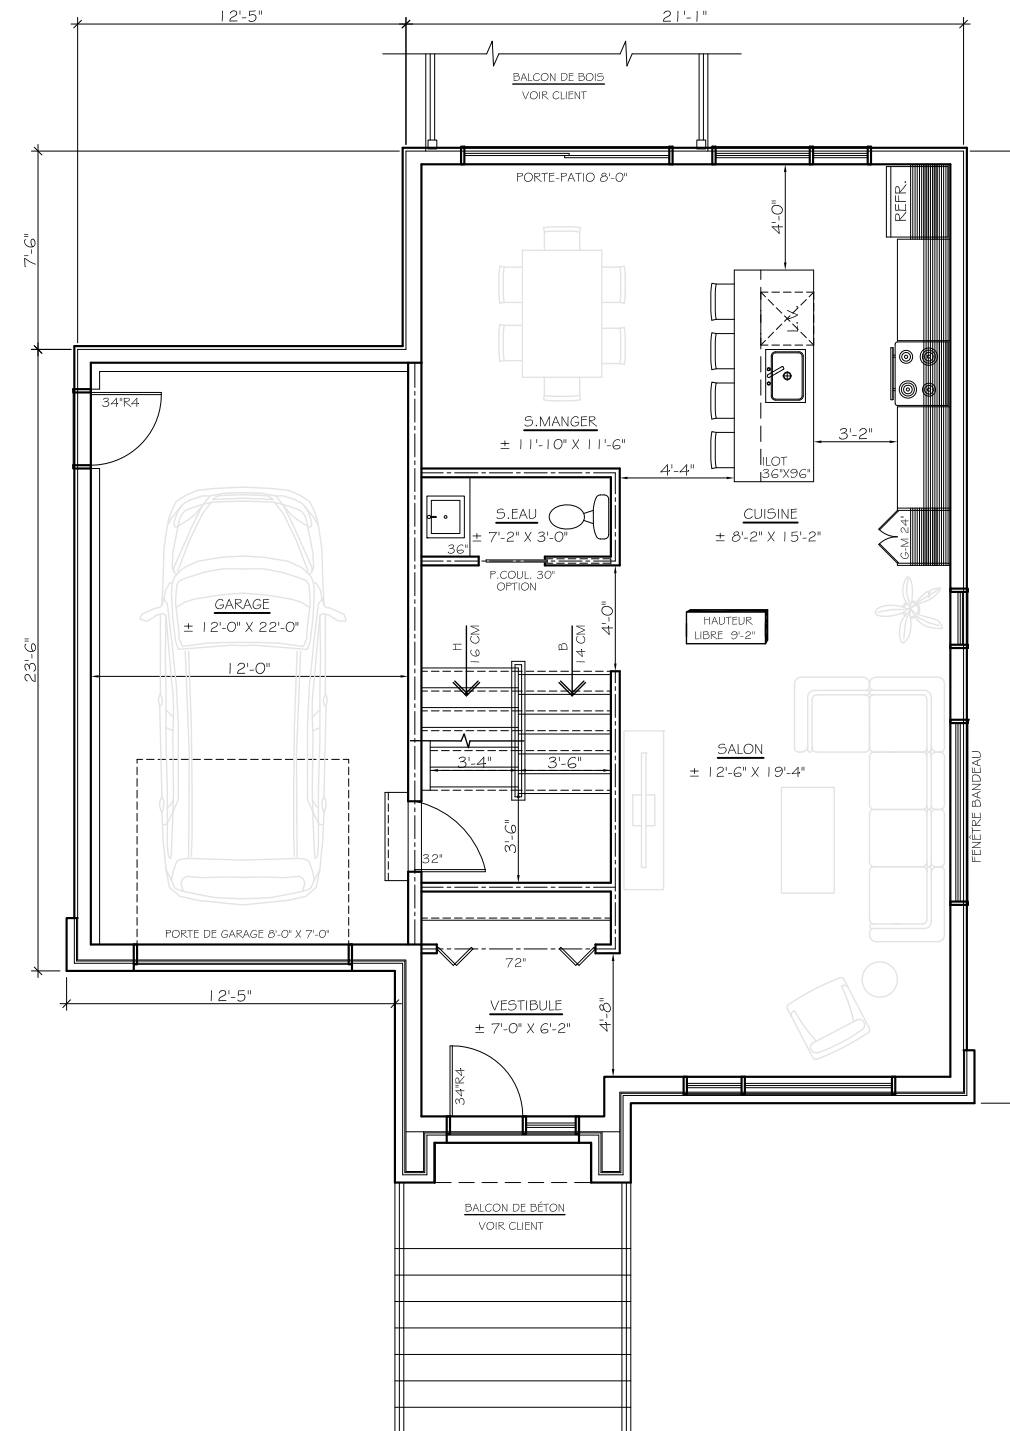 12'-5"
21'-1"
BALCON DE BOIS
VOIR CLIENT
PORTE-PATIO 8'-0"
REFR.
4'-0"
7'-6"
L.V.
34"R4
S.MANGER
± 11'-10" X 11'-6"
3'-2"
4'-4"
ILOT
36"X96"
S.EAU
± 7'-2" X 3'-0"
36"
CUISINE
± 8'-2" X 15'-2"
G-M 24"
P.COUL. 30"
OPTION
GARAGE
± 12'-0" X 22'-0"
12'-0"
23'-6"
H
16 CM
B
14 CM
4'-0"
HAUTEUR
LIBRE 9'-2"
3'-4"
3'-6"
SALON
± 12'-6" X 19'-4"
FENÊTRE BANDEAU
3'-6"
32"
PORTE DE GARAGE 8'-0" X 7'-0"
72"
12'-5"
VESTIBULE
± 7'-0" X 6'-2"
4'-8"
34"R4
BALCON DE BÉTON
VOIR CLIENT